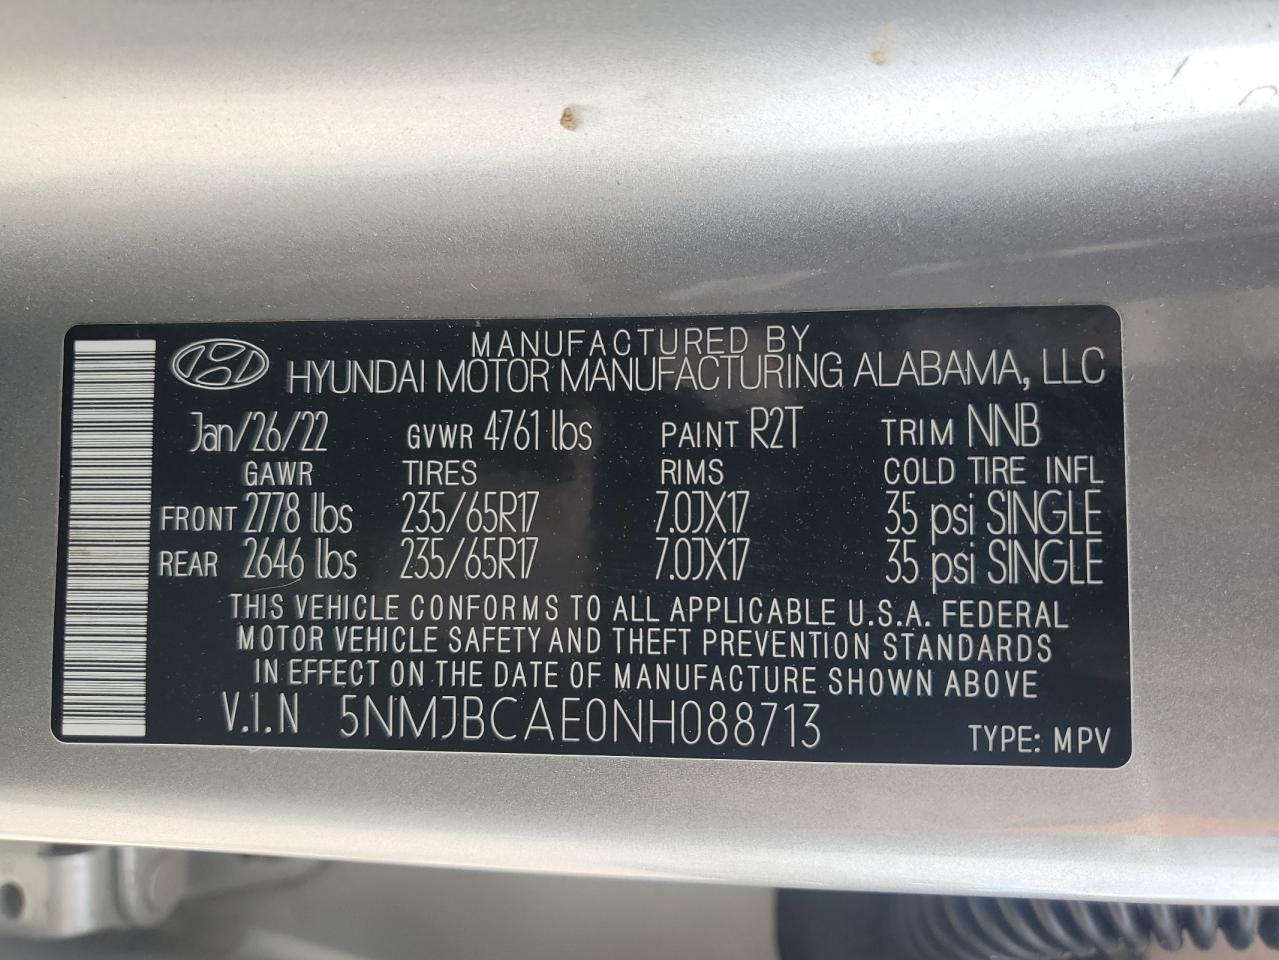 MANUFACTURED BY
HYUNDAI MOTOR MANUFACTURING ALABAMA, LLC
Jan/26/22 GVWR 4761 lbs PAINT R2T TRIM NNB
GAWR TIRES RIMS COLD TIRE INFL
FRONT 2778 lbs 235/65R17 7.0JX17 35 psi SINGLE
REAR 2646 lbs 235/65R17 7.0JX17 35 psi SINGLE
THIS VEHICLE CONFORMS TO ALL APPLICABLE U.S.A. FEDERAL
MOTOR VEHICLE SAFETY AND THEFT PREVENTION STANDARDS
IN EFFECT ON THE DATE OF MANUFACTURE SHOWN ABOVE
V.I.N 5NMJBCAE0NH088713
TYPE: MPV